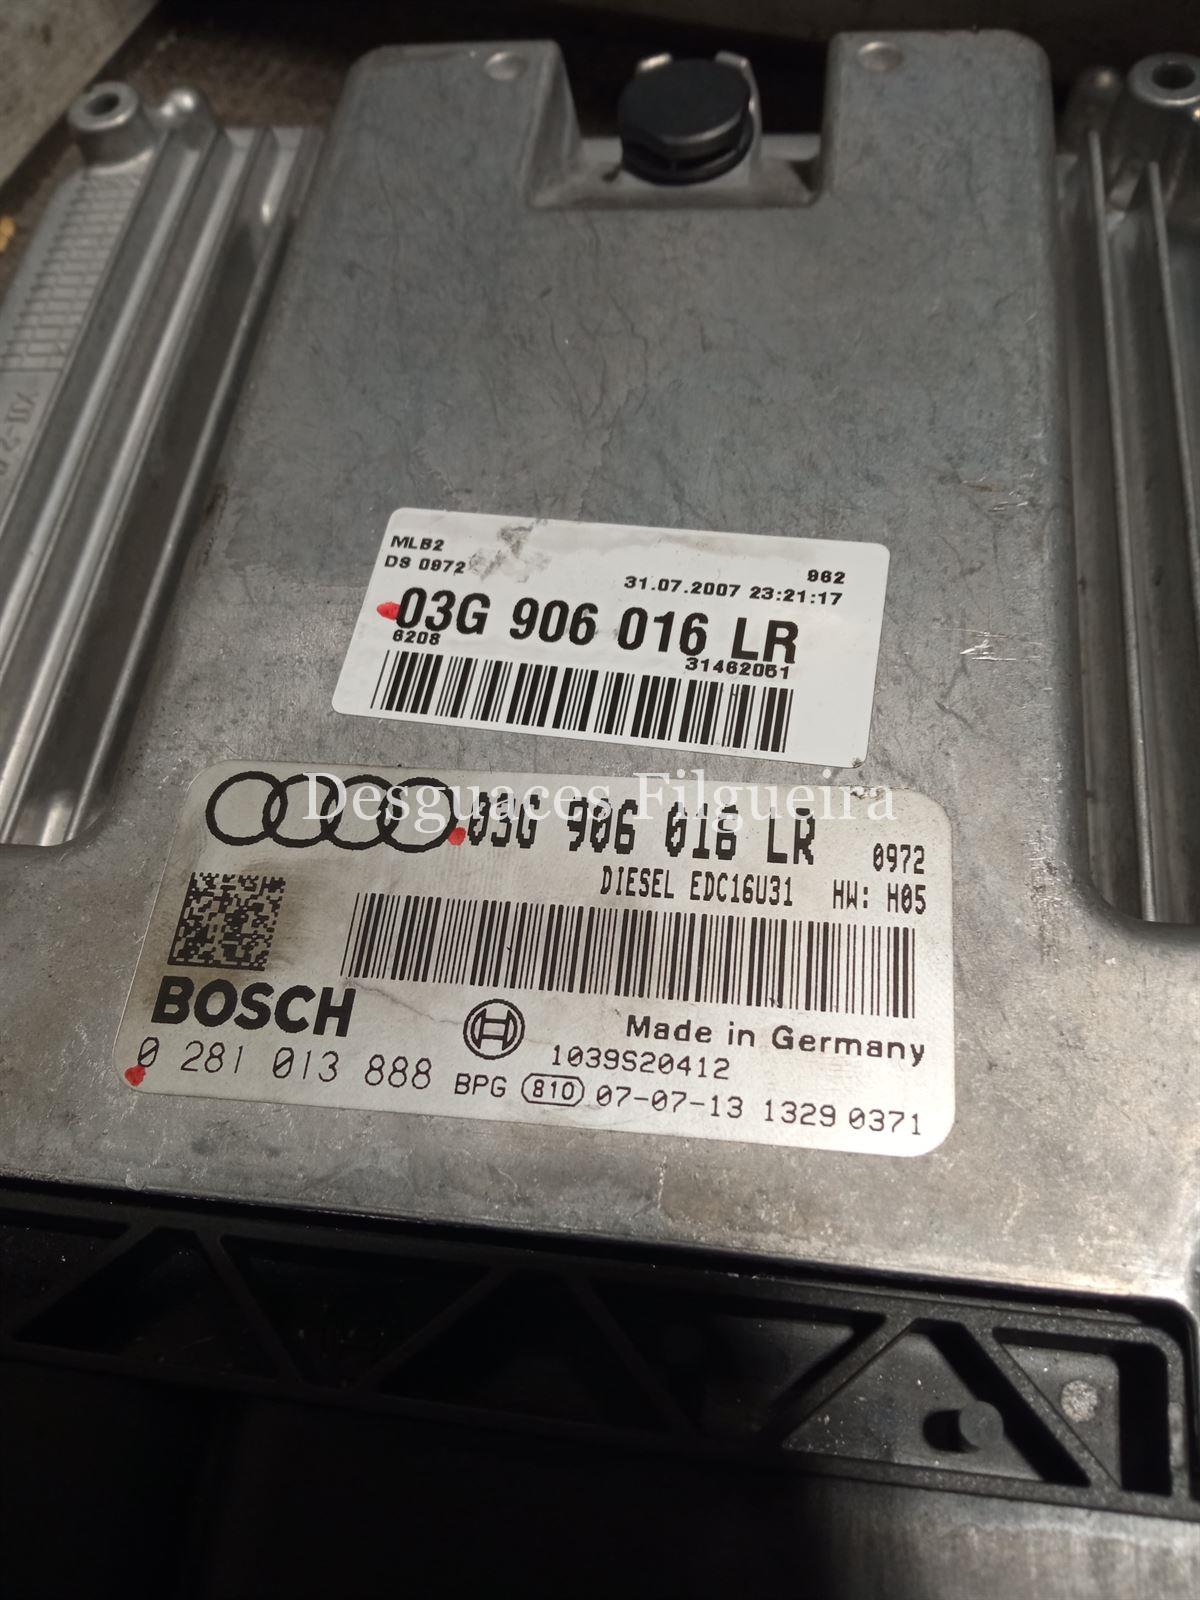 MLB2
DS 0972
962
31.07.2007 23:21:17
03G 906 016 LR
6208
31462051
Desguaces Filgueira
03G 906 016 LR
0972
DIESEL EDC16U31 HW: H05
BOSCH
Made in Germany
1039S20412
0 281 013 888 BPG 810 07-07-13 1329 0371